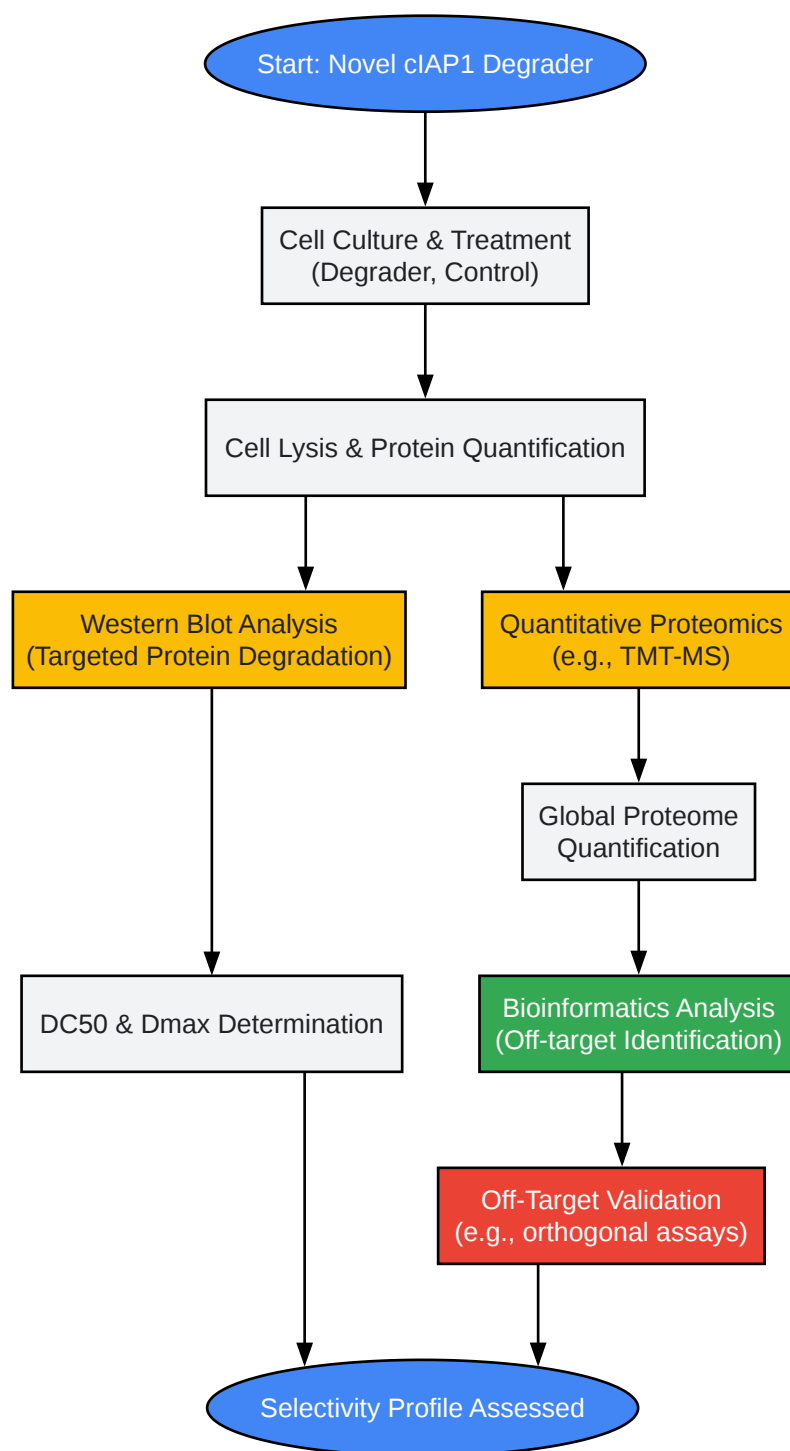 Start: Novel cIAP1 Degrader
Cell Culture & Treatment
(Degrader, Control)
Cell Lysis & Protein Quantification
Western Blot Analysis
(Targeted Protein Degradation)
Quantitative Proteomics
(e.g., TMT-MS)
Global Proteome
Quantification
DC50 & Dmax Determination
Bioinformatics Analysis
(Off-target Identification)
Off-Target Validation
(e.g., orthogonal assays)
Selectivity Profile Assessed